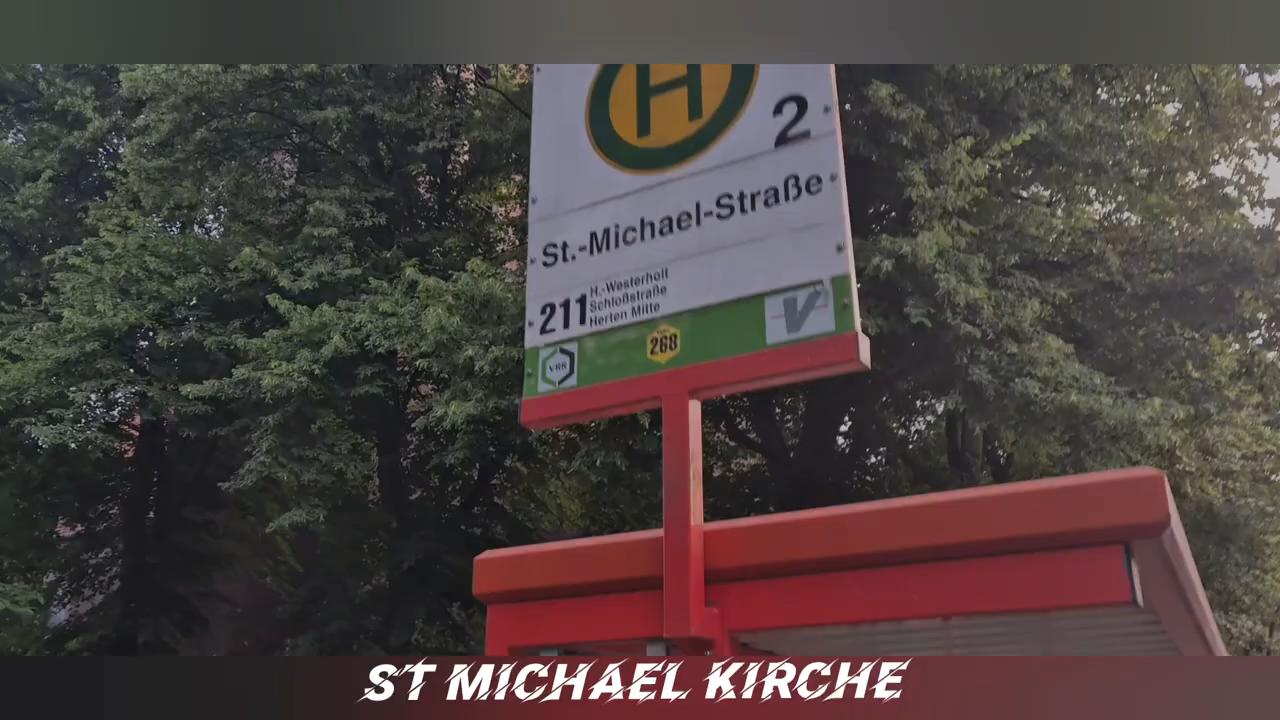 H
2
St.-Michael-Straße
211
H.-Westerholt
Schloßstraße
Herten Mitte
268
VRR
V
ST MICHAEL KIRCHE